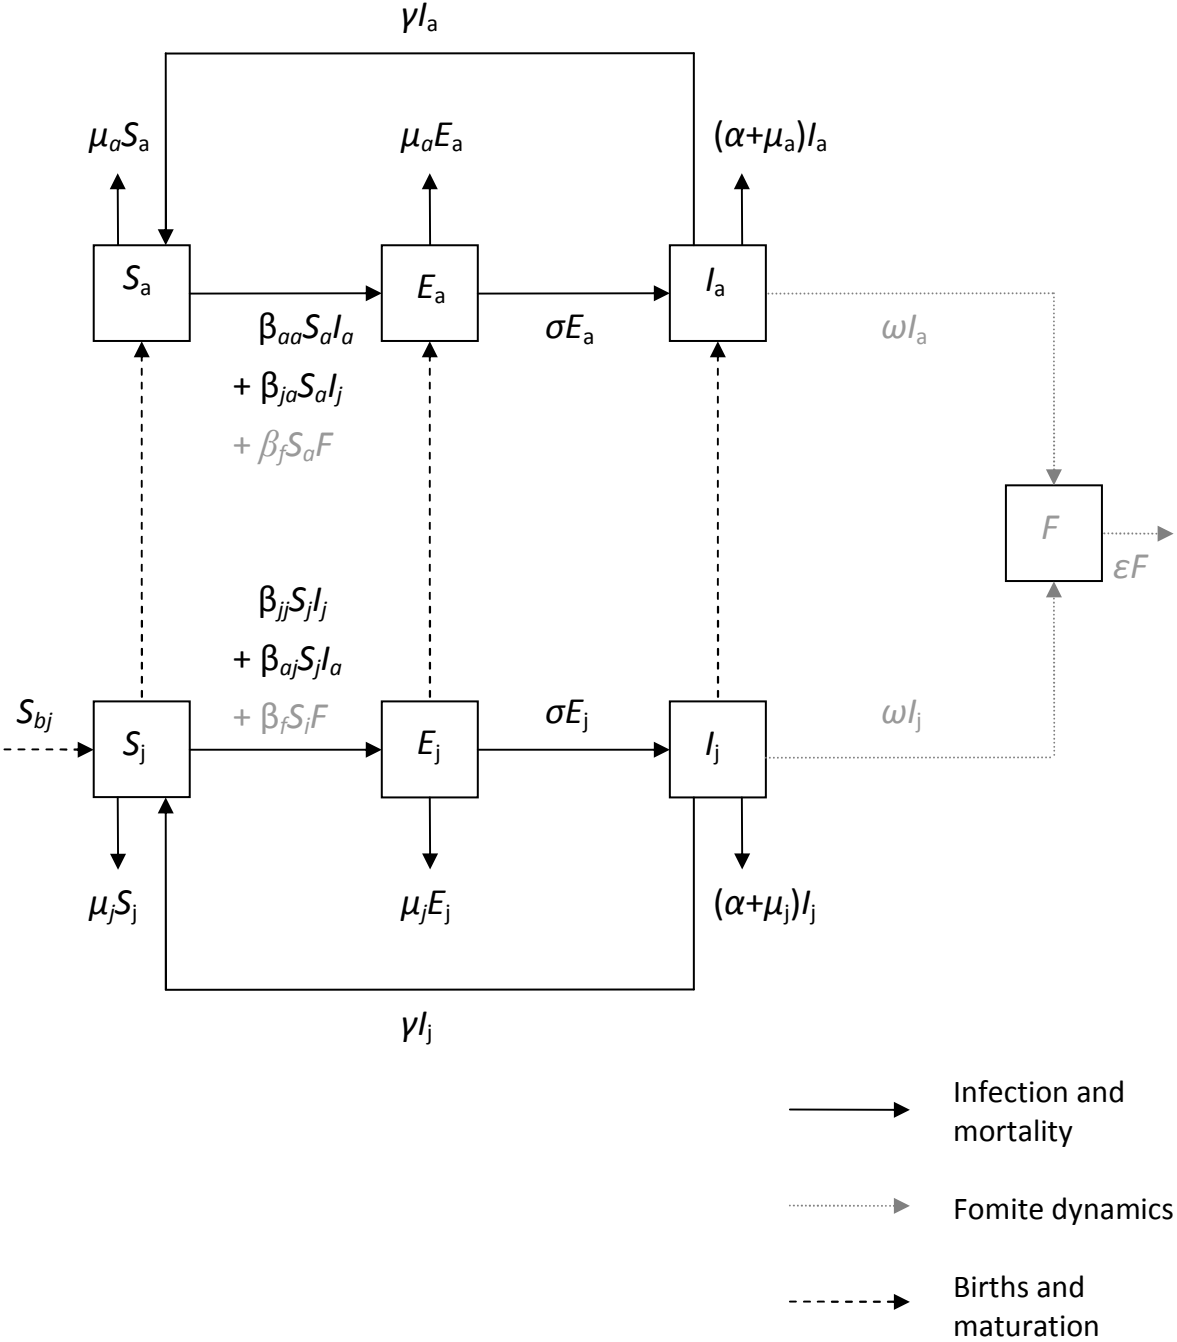 γIa
μaSa
μaEa
(α+μa)Ia
Sa
Ea
Ia
βaaSaIa
σEa
ωIa
+ βjaSaIj
+ βfSaF
F
εF
βjjSjIj
+ βajSjIa
+ βfSiF
Sbj
σEj
ωIj
Sj
Ej
Ij
μjSj
μjEj
(α+μj)Ij
γIj
Infection and
mortality
Fomite dynamics
Births and
maturation